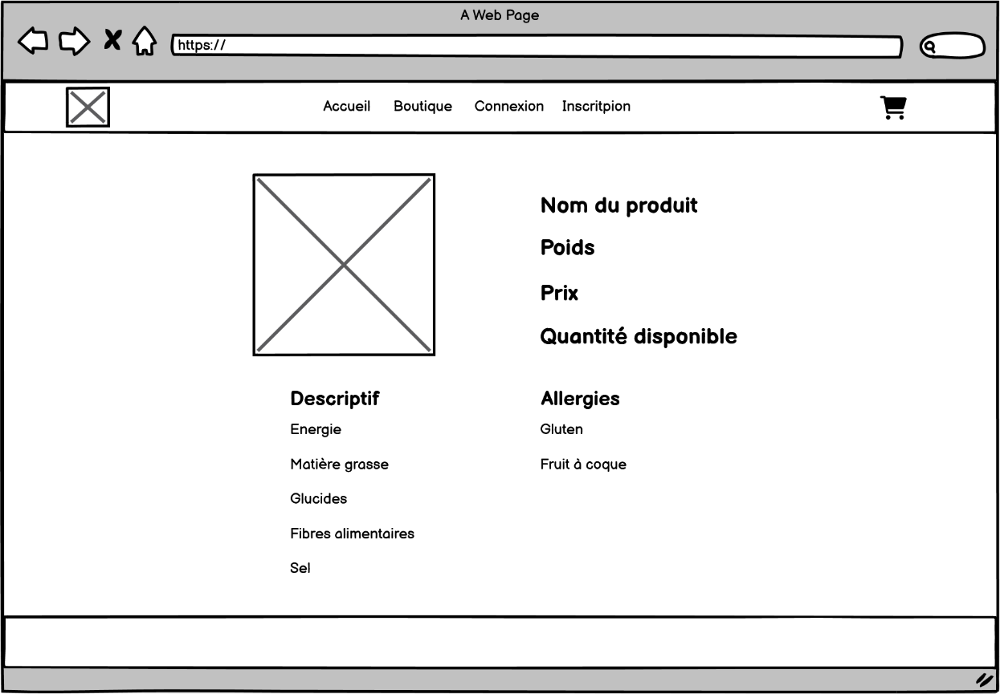 A Web Page
https://
Accueil Boutique Connexion Inscritpion
Nom du produit
Poids
Prix
Quantité disponible
Descriptif
Energie
Matière grasse
Glucides
Fibres alimentaires
Sel
Allergies
Gluten
Fruit à coque